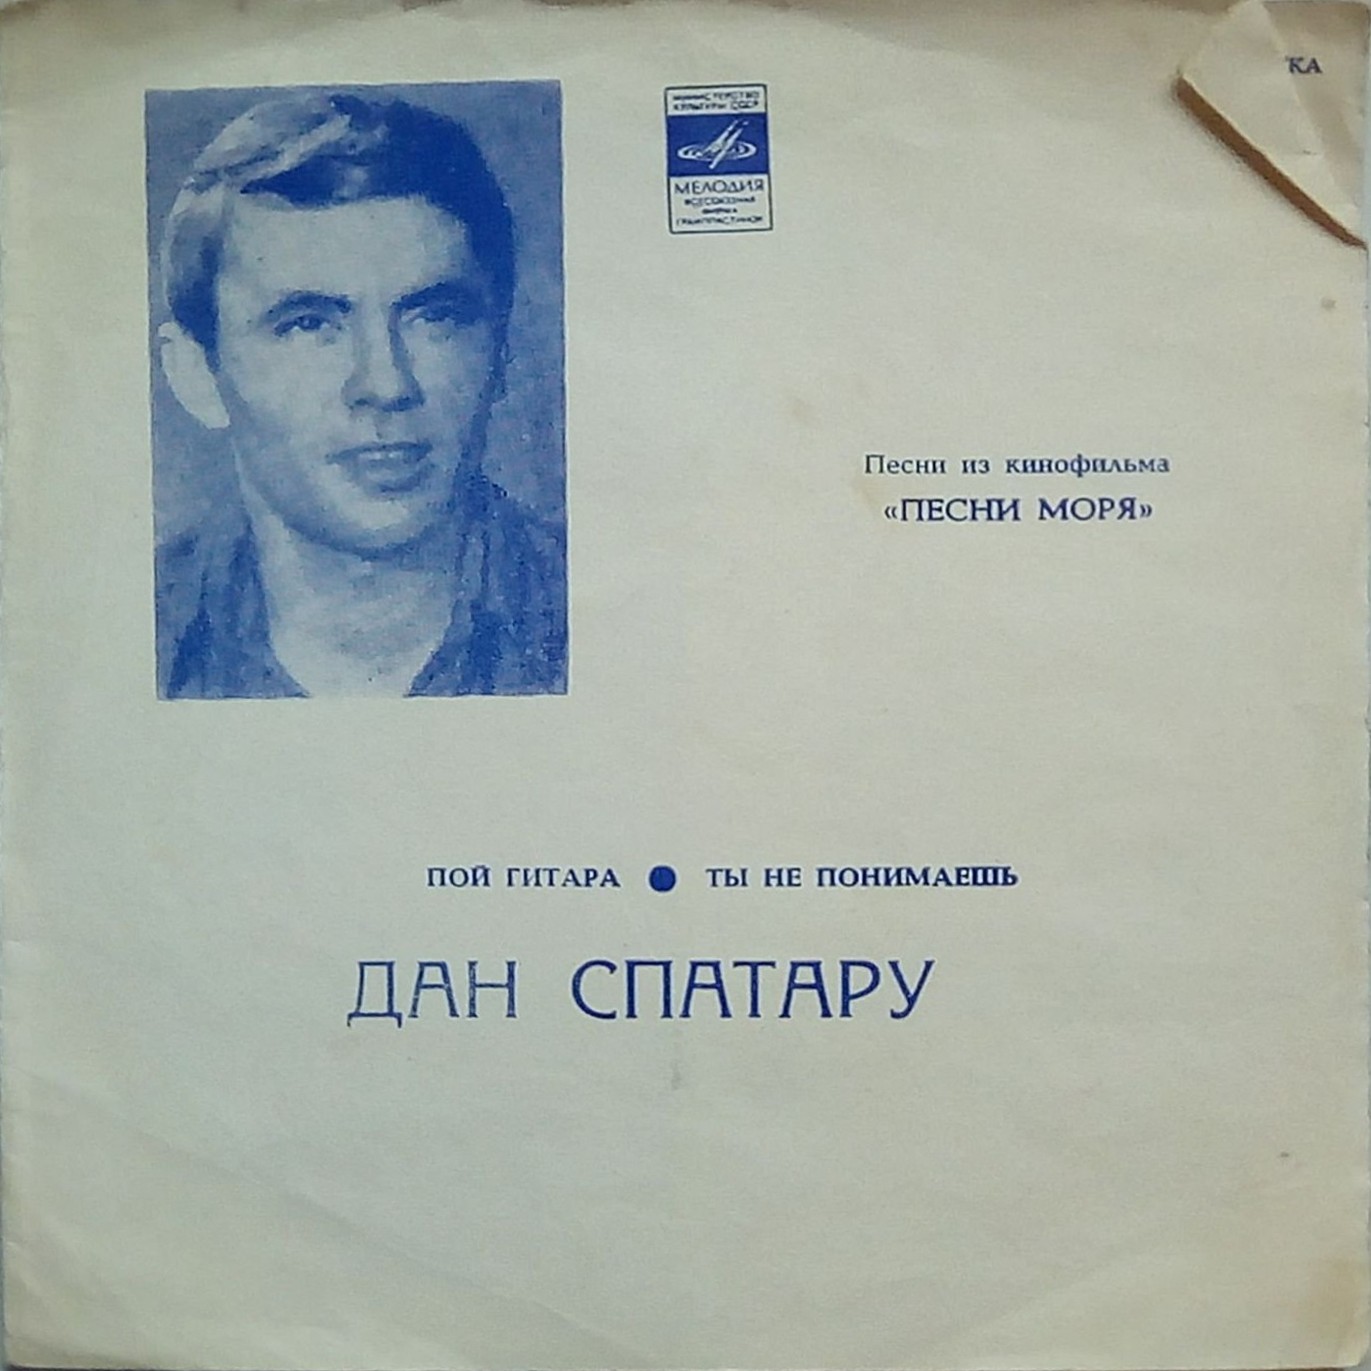 КА
МИНИСТЕРСТВО
КУЛЬТУРЫ СССР
МЕЛОДИЯ
ВСЕСОЮЗНАЯ
ФИРМА
ГРАМПЛАСТИНОК
Песни из кинофильма
«ПЕСНИ МОРЯ»
ПОЙ ГИТАРА ● ТЫ НЕ ПОНИМАЕШЬ
ДАН СПАТАРУ